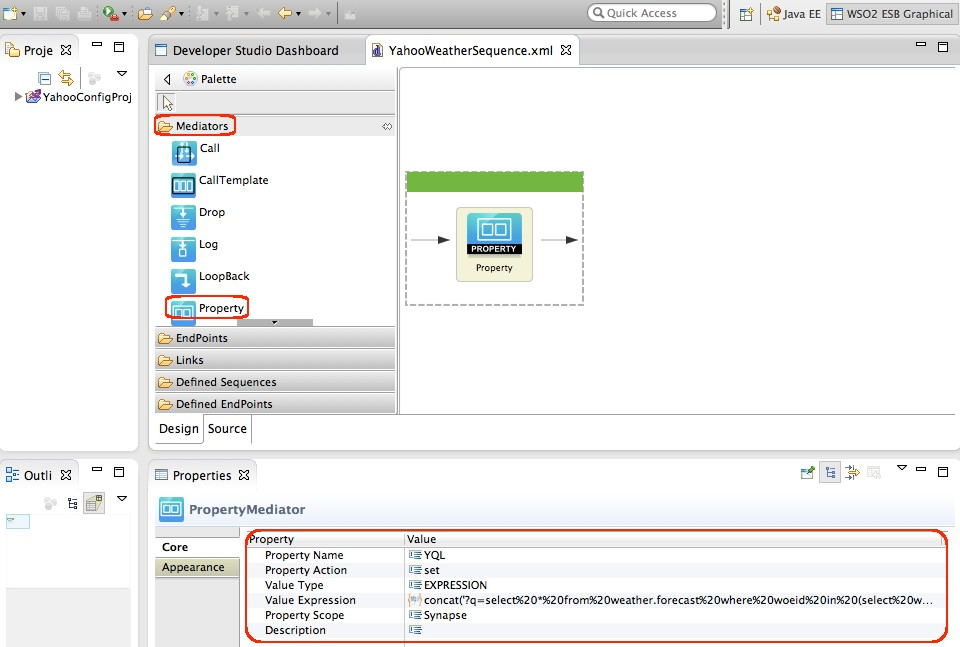 Quick Access
Java EE
WSO2 ESB Graphical
Proje
Developer Studio Dashboard
YahooWeatherSequence.xml
YahooConfigProj
Palette
Mediators
Call
CallTemplate
Drop
Log
LoopBack
Property
EndPoints
Links
Defined Sequences
Defined EndPoints
PROPERTY
Property
Design
Source
Outli
Properties
PropertyMediator
Core
Appearance
Property Value
Property Name YQL
Property Action set
Value Type EXPRESSION
Value Expression concat('?q=select%20*%20from%20weather.forecast%20where%20woeid%20in%20(select%20w...
Property Scope Synapse
Description